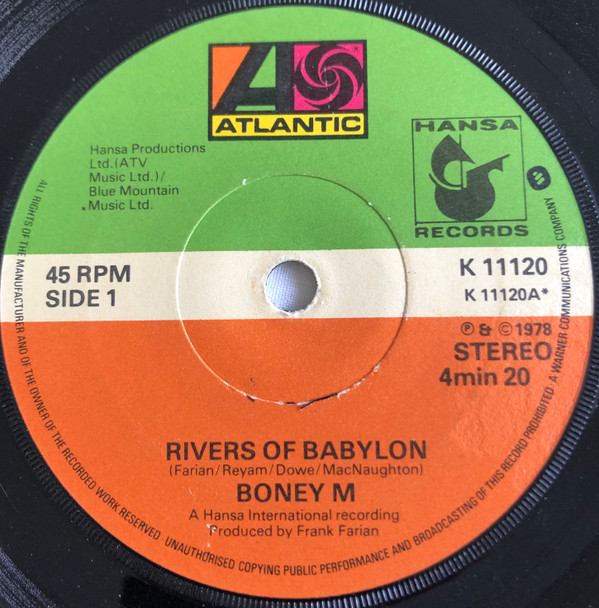 ATLANTIC
HANSA
RECORDS
Hansa Productions
Ltd.(ATV
Music Ltd.)/
Blue Mountain
Music Ltd.
45 RPM
SIDE 1
K 11120
K 11120A*
℗ & © 1978
STEREO
4min 20
RIVERS OF BABYLON
(Farian/Reyam/Dowe/MacNaughton)
BONEY M
A Hansa International recording
Produced by Frank Farian
ALL RIGHTS OF THE MANUFACTURER AND OF THE OWNER OF THE RECORDED WORK RESERVED. UNAUTHORISED COPYING PUBLIC PERFORMANCE AND BROADCASTING OF THIS RECORD PROHIBITED · A WARNER COMMUNICATIONS COMPANY